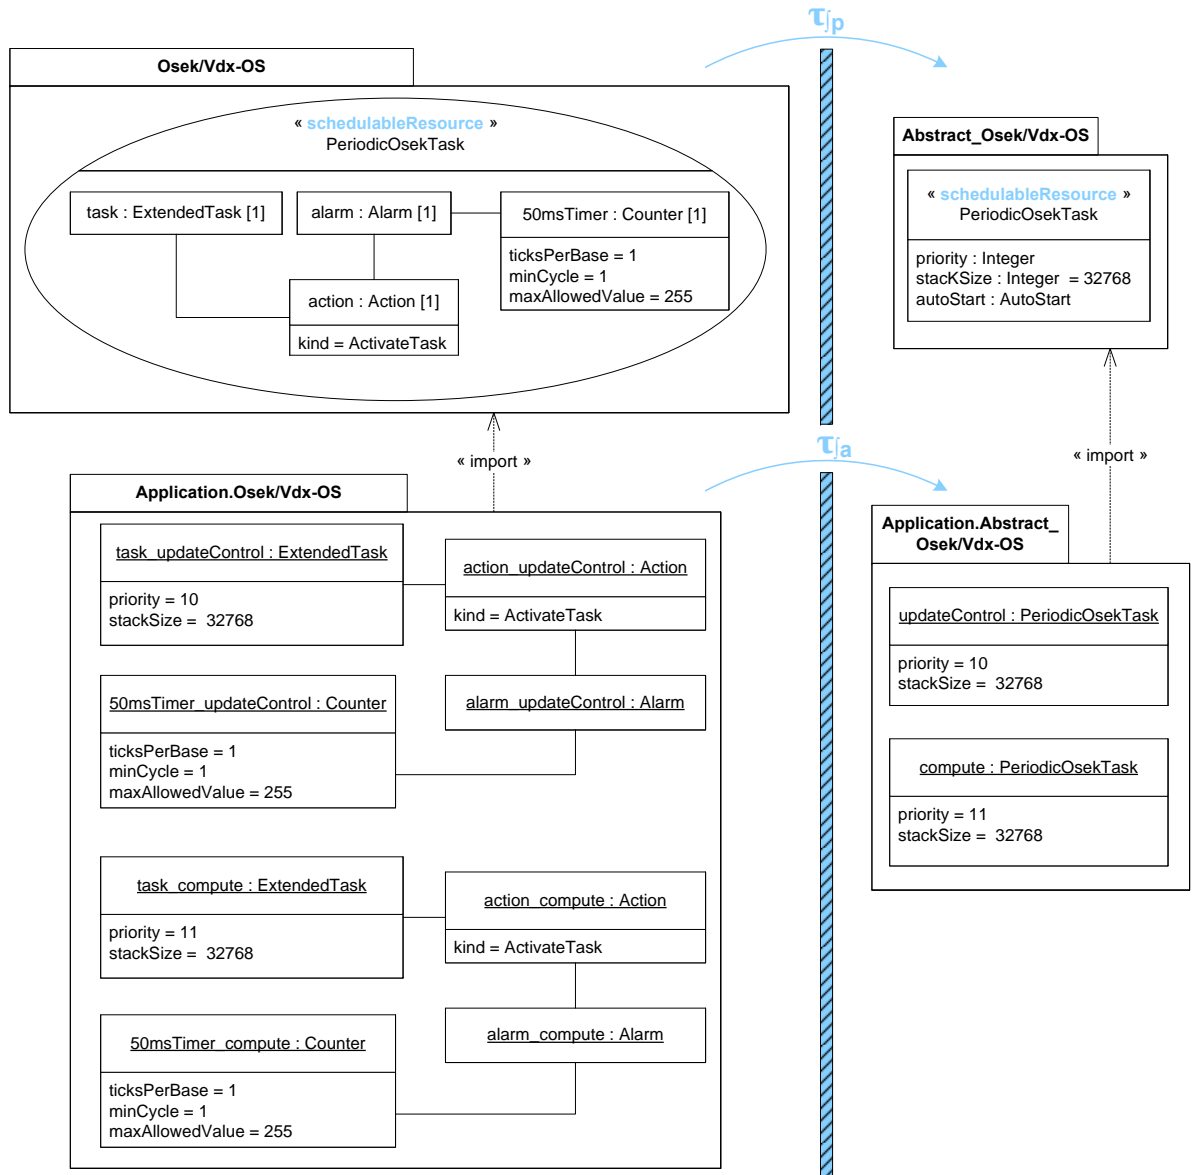 τ∫p
Osek/Vdx-OS
« schedulableResource »
PeriodicOsekTask
task : ExtendedTask [1]
alarm : Alarm [1]
50msTimer : Counter [1]
ticksPerBase = 1
minCycle = 1
maxAllowedValue = 255
action : Action [1]
kind = ActivateTask
Abstract_Osek/Vdx-OS
« schedulableResource »
PeriodicOsekTask
priority : Integer
stacKSize : Integer = 32768
autoStart : AutoStart
« import »
τ∫a
« import »
Application.Osek/Vdx-OS
task_updateControl : ExtendedTask
priority = 10
stackSize = 32768
action_updateControl : Action
kind = ActivateTask
50msTimer_updateControl : Counter
ticksPerBase = 1
minCycle = 1
maxAllowedValue = 255
alarm_updateControl : Alarm
task_compute : ExtendedTask
priority = 11
stackSize = 32768
action_compute : Action
kind = ActivateTask
50msTimer_compute : Counter
ticksPerBase = 1
minCycle = 1
maxAllowedValue = 255
alarm_compute : Alarm
Application.Abstract_
Osek/Vdx-OS
updateControl : PeriodicOsekTask
priority = 10
stackSize = 32768
compute : PeriodicOsekTask
priority = 11
stackSize = 32768